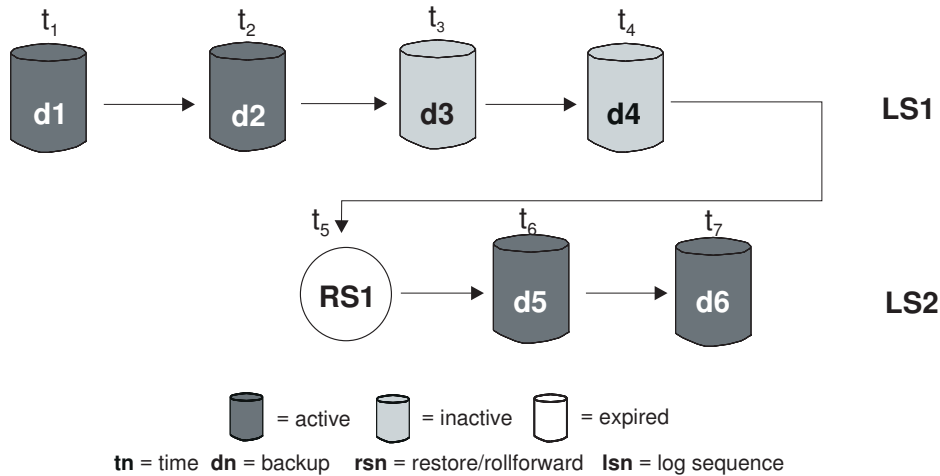 t1 t2 t3 t4
d1 d2 d3 d4 LS1
t5 t6 t7
RS1 d5 d6 LS2
= active = inactive = expired
tn = time dn = backup rsn = restore/rollforward lsn = log sequence